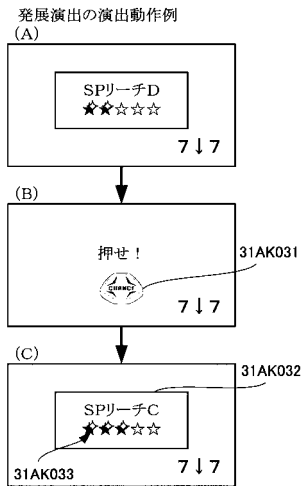 発展演出の演出動作例
(A)
SPリーチD
★★☆☆☆
7↓7
(B)
押せ!
CHANCE
31AK031
7↓7
(C)
31AK032
SPリーチC
★★★☆☆
31AK033
7↓7